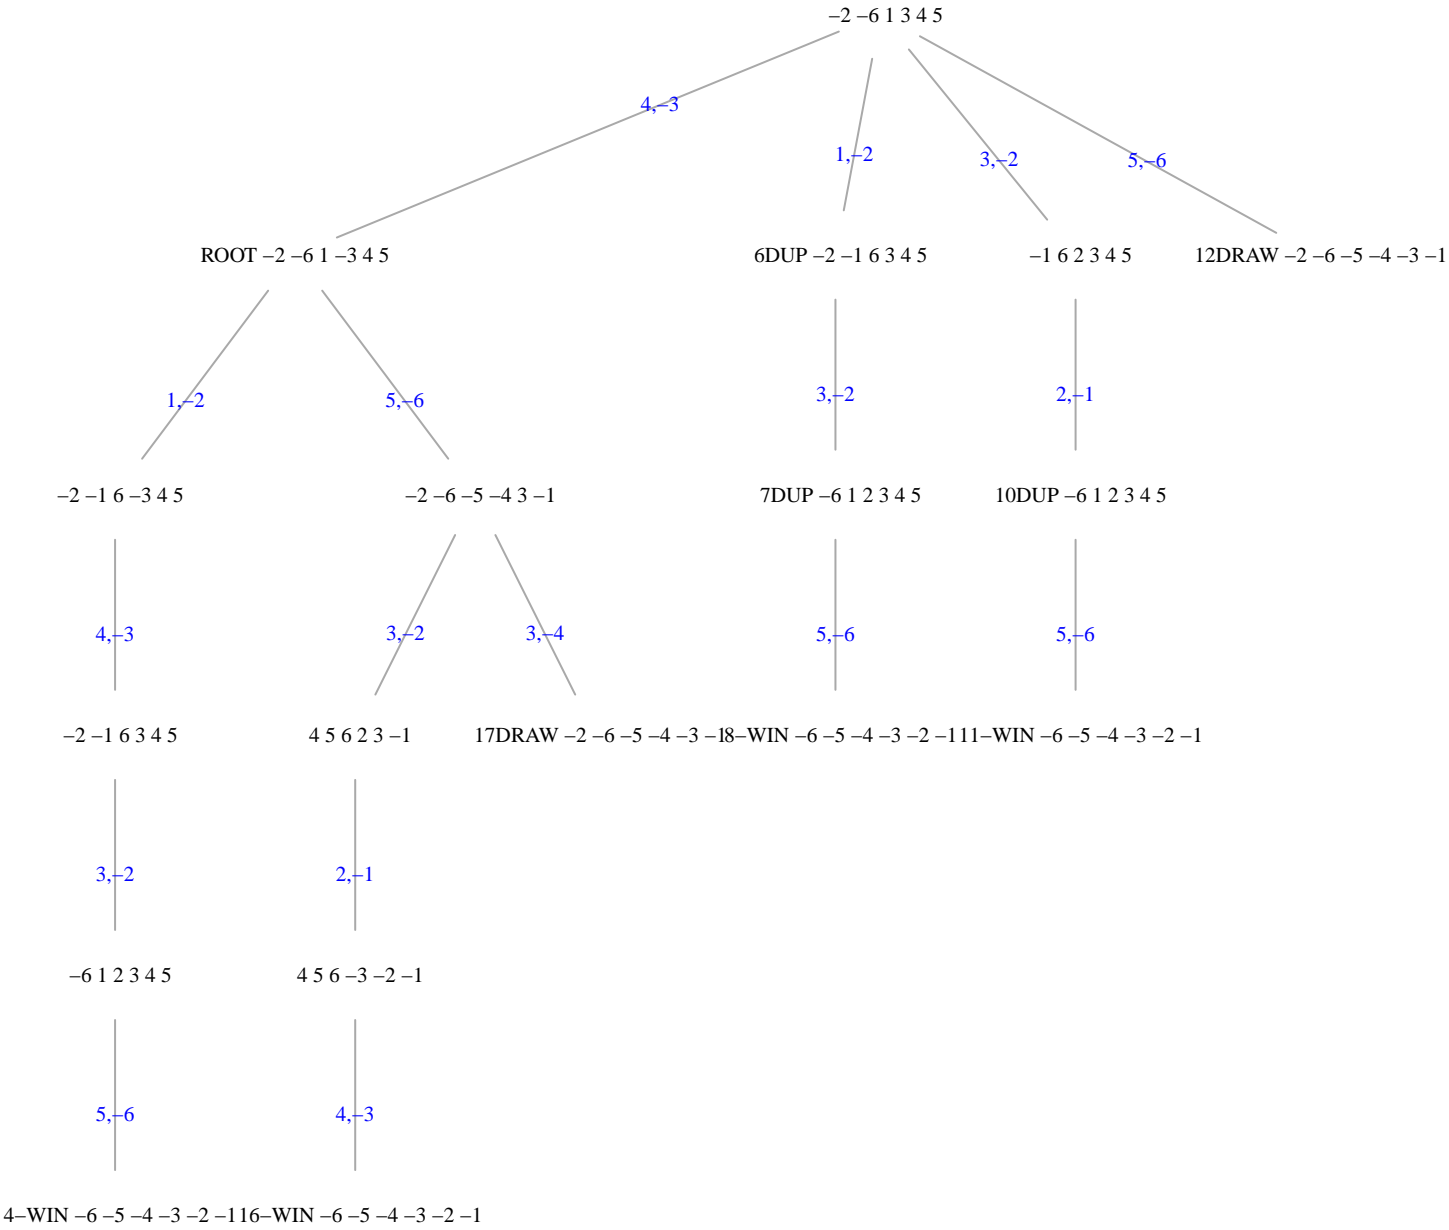 –2 –6 1 3 4 5
4,–3
1,–2
3,–2
5,–6
ROOT –2 –6 1 –3 4 5
6DUP –2 –1 6 3 4 5
–1 6 2 3 4 5
12DRAW –2 –6 –5 –4 –3 –1
1,–2
5,–6
3,–2
2,–1
–2 –1 6 –3 4 5
–2 –6 –5 –4 3 –1
7DUP –6 1 2 3 4 5
10DUP –6 1 2 3 4 5
4,–3
3,–2
3,–4
5,–6
5,–6
–2 –1 6 3 4 5
4 5 6 2 3 –1
17DRAW –2 –6 –5 –4 –3 –1
8–WIN –6 –5 –4 –3 –2 –1
11–WIN –6 –5 –4 –3 –2 –1
3,–2
2,–1
–6 1 2 3 4 5
4 5 6 –3 –2 –1
5,–6
4,–3
4–WIN –6 –5 –4 –3 –2 –1
16–WIN –6 –5 –4 –3 –2 –1